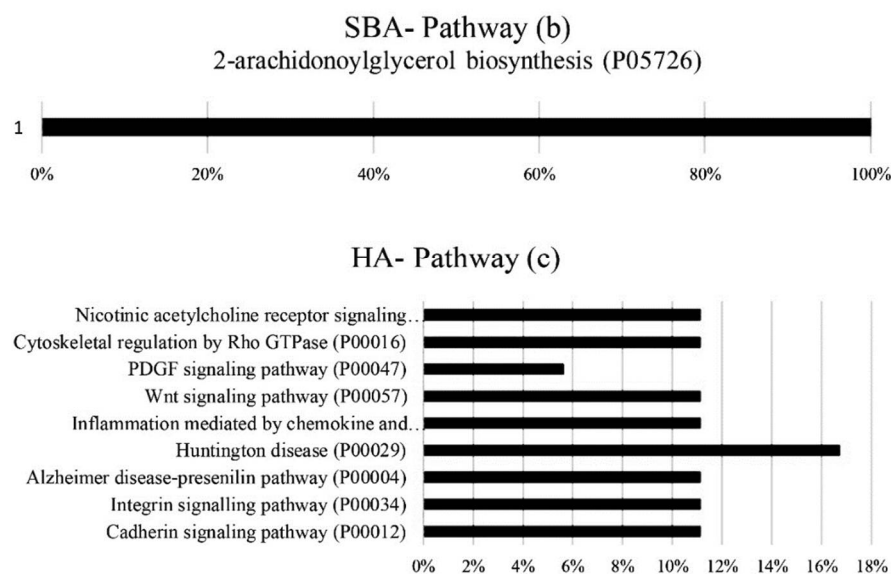 SBA- Pathway (b)
2-arachidonoylglycerol biosynthesis (P05726)
1
0% 20% 40% 60% 80% 100%
HA- Pathway (c)
Nicotinic acetylcholine receptor signaling…
Cytoskeletal regulation by Rho GTPase (P00016)
PDGF signaling pathway (P00047)
Wnt signaling pathway (P00057)
Inflammation mediated by chemokine and…
Huntington disease (P00029)
Alzheimer disease-presenilin pathway (P00004)
Integrin signalling pathway (P00034)
Cadherin signaling pathway (P00012)
0% 2% 4% 6% 8% 10% 12% 14% 16% 18%